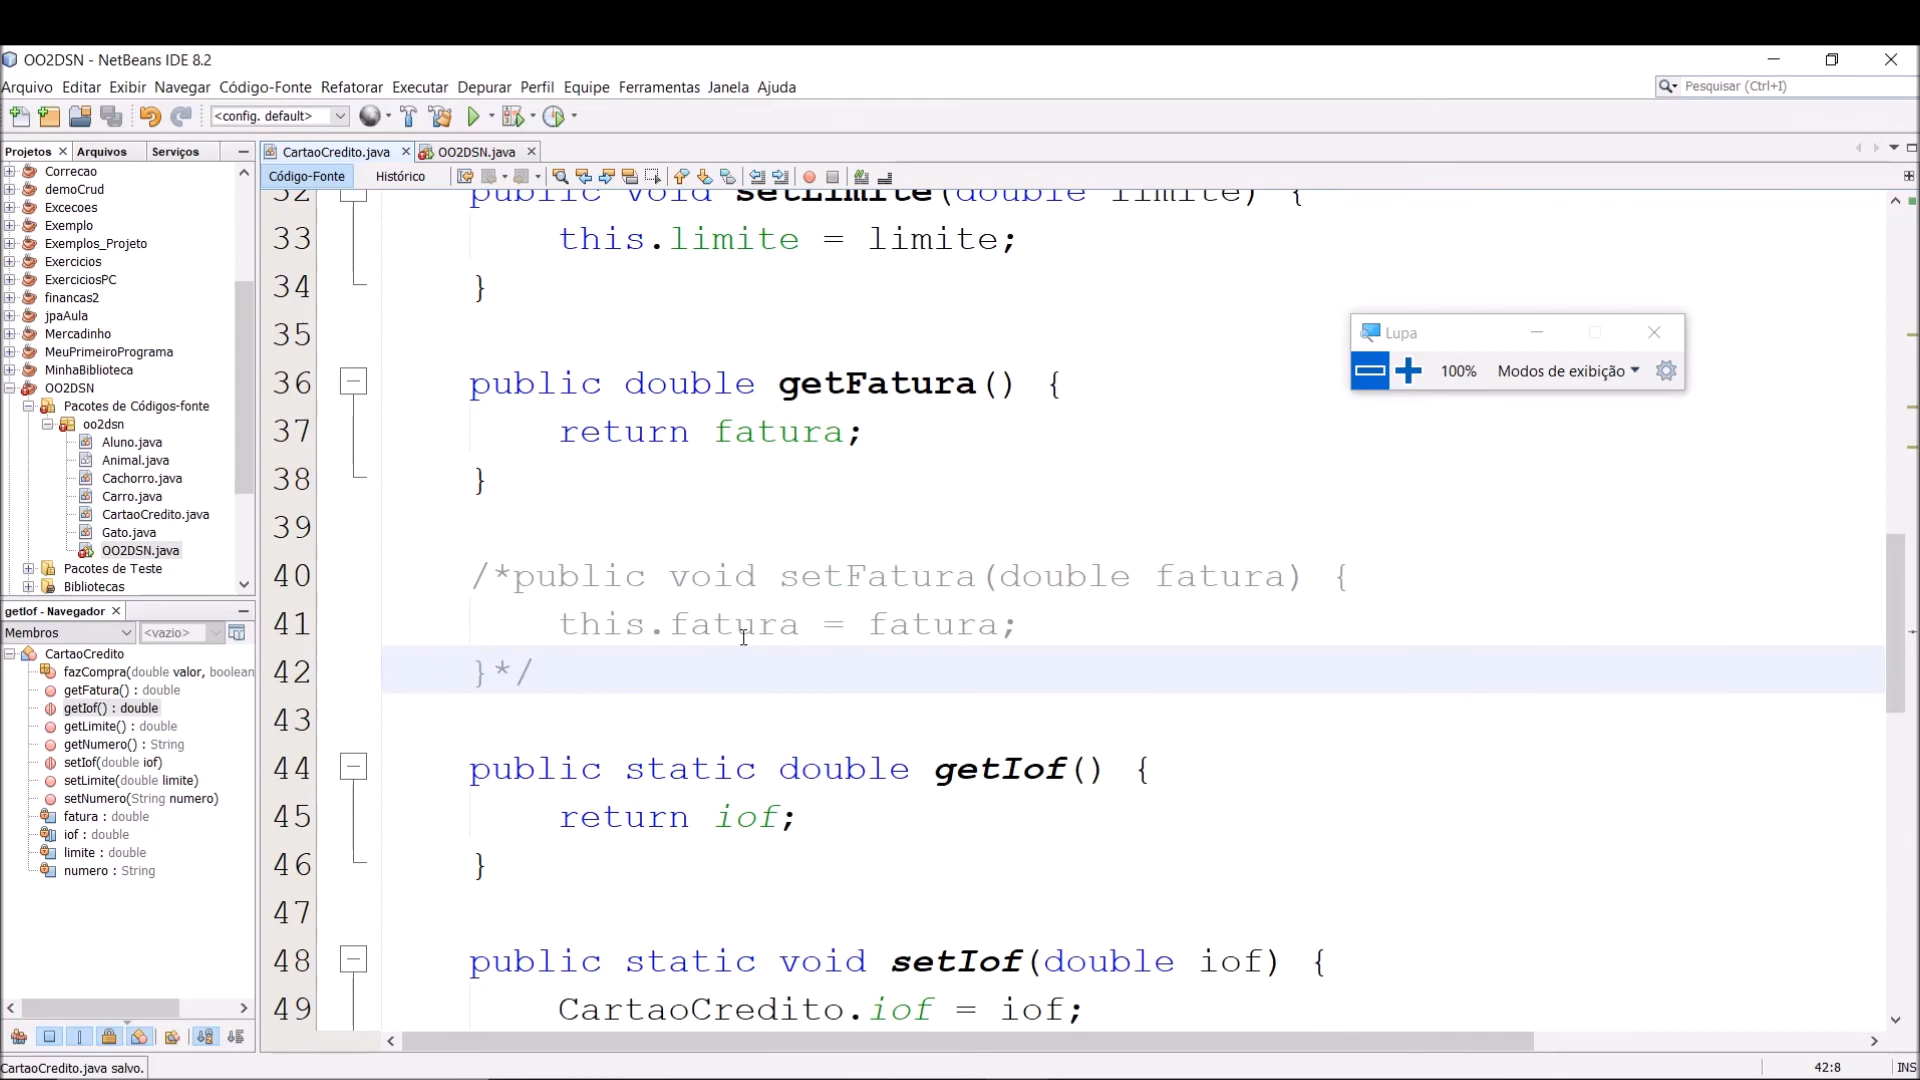 OO2DSN - NetBeans IDE 8.2
Arquivo Editar Exibir Navegar Código-Fonte Refatorar Executar Depurar Perfil Equipe Ferramentas Janela Ajuda
Pesquisar (Ctrl+I)
<config. default>
Projetos Arquivos Serviços
CartaoCredito.java OO2DSN.java
Código-Fonte Histórico
Correcao
demoCrud
Excecoes
Exemplo
Exemplos_Projeto
Exercicios
ExerciciosPC
financas2
jpaAula
Mercadinho
MeuPrimeiroPrograma
MinhaBiblioteca
OO2DSN
Pacotes de Códigos-fonte
oo2dsn
Aluno.java
Animal.java
Cachorro.java
Carro.java
CartaoCredito.java
Gato.java
OO2DSN.java
Pacotes de Teste
Bibliotecas
getIof - Navegador
Membros <vazio>
CartaoCredito
fazCompra(double valor, boolean
getFatura() : double
getIof() : double
getLimite() : double
getNumero() : String
setIof(double iof)
setLimite(double limite)
setNumero(String numero)
fatura : double
iof : double
limite : double
numero : String
32 public void setLimite(double limite) {
33 this.limite = limite;
34 }
35
36 public double getFatura() {
37 return fatura;
38 }
39
40 /*public void setFatura(double fatura) {
41 this.fatura = fatura;
42 }*/
43
44 public static double getIof() {
45 return iof;
46 }
47
48 public static void setIof(double iof) {
49 CartaoCredito.iof = iof;
Lupa
100% Modos de exibição
CartaoCredito.java salvo.
42:8 INS